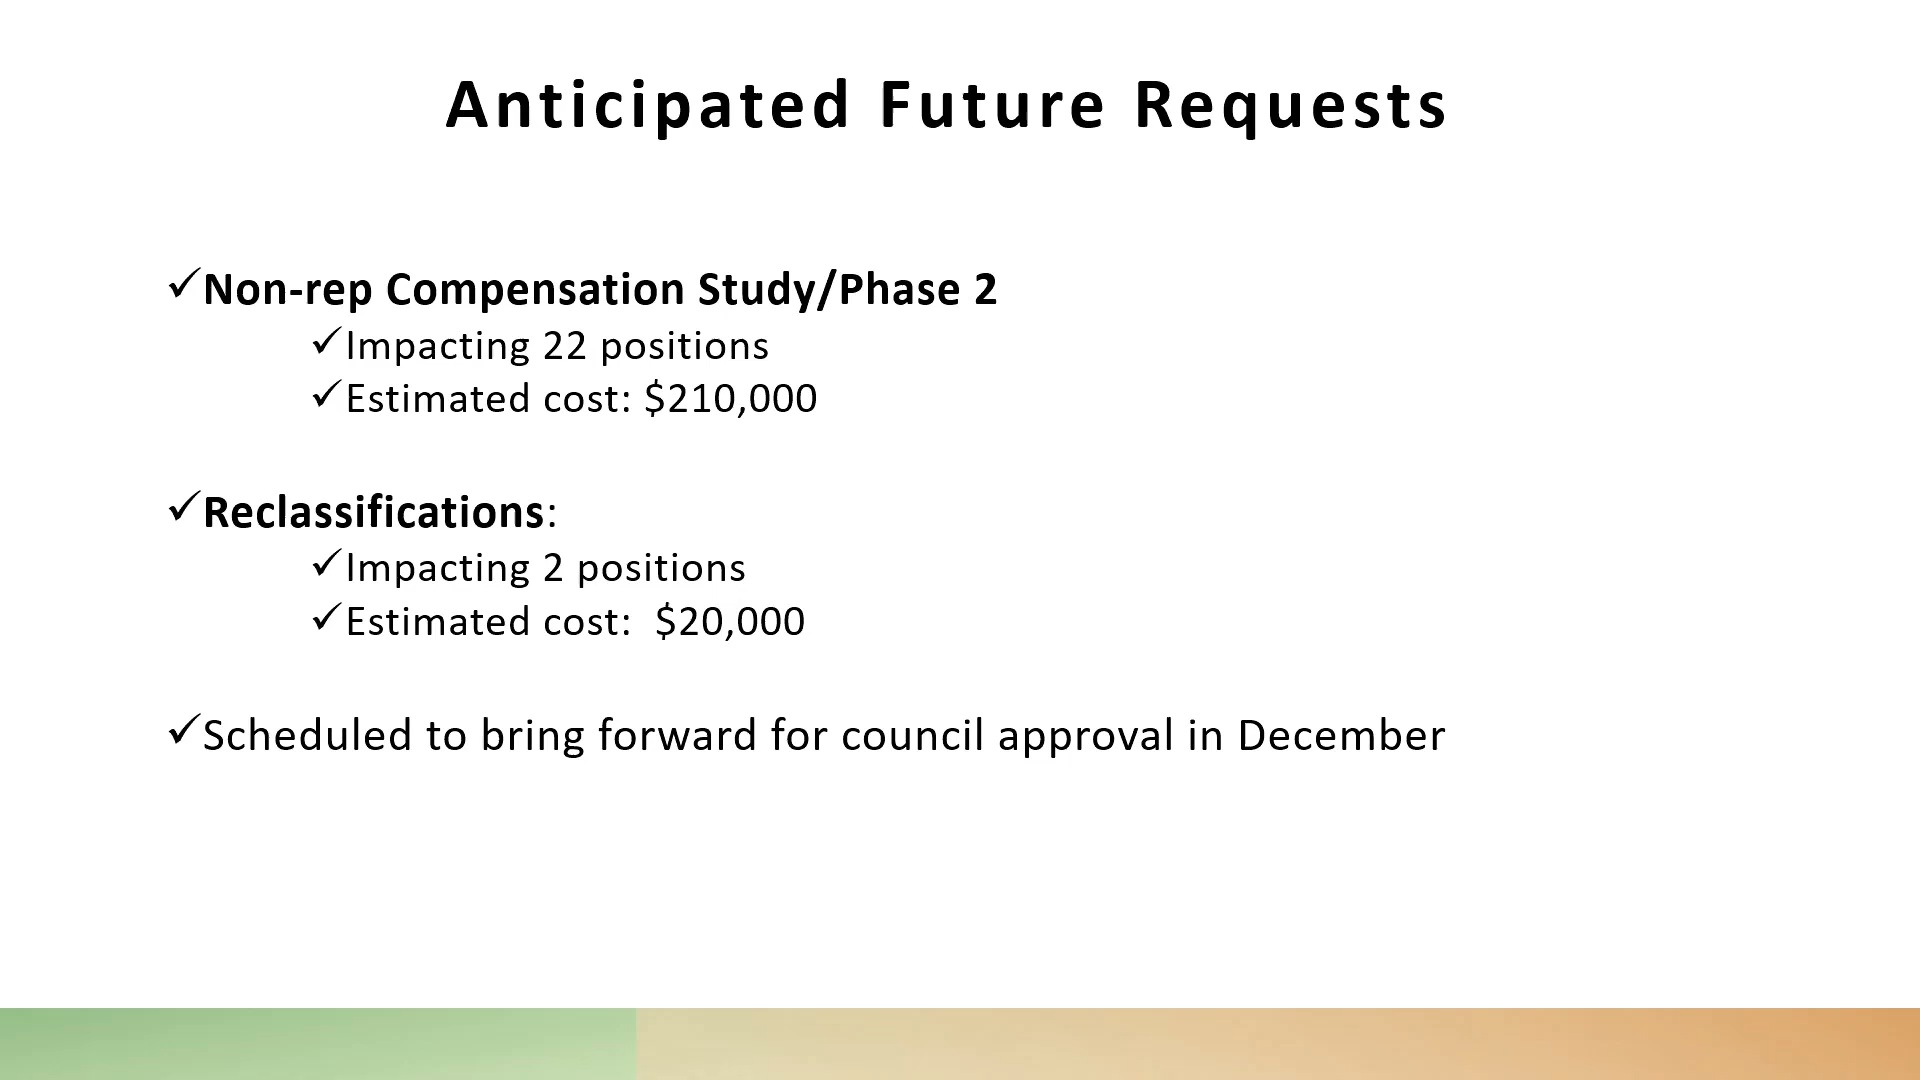 Anticipated Future Requests
✓Non-rep Compensation Study/Phase 2
✓Impacting 22 positions
✓Estimated cost: $210,000
✓Reclassifications:
✓Impacting 2 positions
✓Estimated cost:  $20,000
✓Scheduled to bring forward for council approval in December